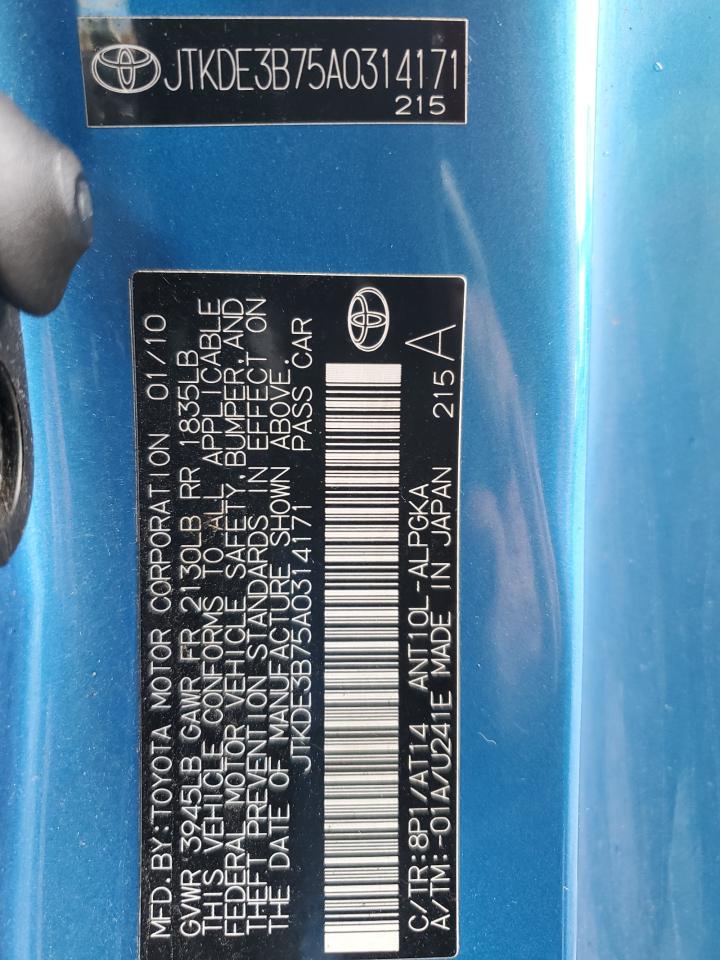 JTKDE3B75A0314171
215
MFD. BY:TOYOTA MOTOR CORPORATION 01/10
GVWR 3945LB GAWR FR 2130LB RR 1835LB
THIS VEHICLE CONFORMS TO ALL APPLICABLE
FEDERAL MOTOR VEHICLE SAFETY, BUMPER, AND
THEFT PREVENTION STANDARDS IN EFFECT ON
THE DATE OF MANUFACTURE SHOWN ABOVE.
JTKDE3B75A0314171 PASS CAR
C/TR:8P1/AT14 ANT10L-ALPGKA
A/TM:-01A/U241E MADE IN JAPAN 215 A